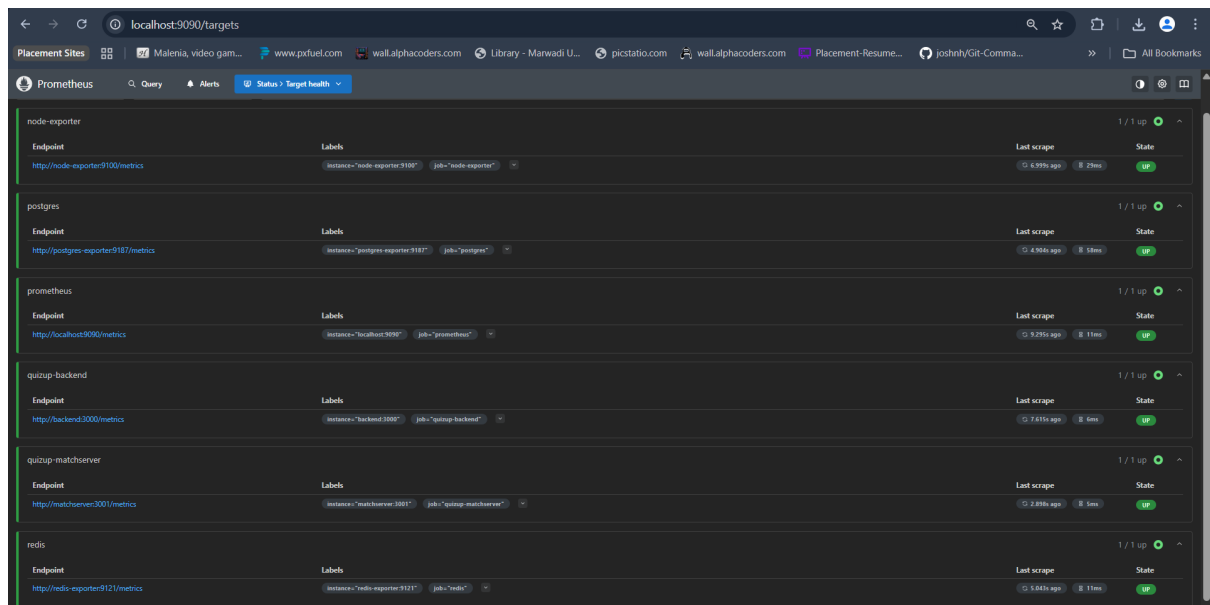 localhost:9090/targets
Placement Sites Malenia, video gam... www.pxfuel.com wall.alphacoders.com Library - Marwadi U... picstatio.com wall.alphacoders.com Placement-Resume... joshnh/Git-Comma... » All Bookmarks
Prometheus Query Alerts Status > Target health
node-exporter 1 / 1 up
Endpoint Labels Last scrape State
http://node-exporter:9100/metrics instance="node-exporter:9100" job="node-exporter" 6.999s ago 29ms UP
postgres 1 / 1 up
Endpoint Labels Last scrape State
http://postgres-exporter:9187/metrics instance="postgres-exporter:9187" job="postgres" 4.904s ago 58ms UP
prometheus 1 / 1 up
Endpoint Labels Last scrape State
http://localhost:9090/metrics instance="localhost:9090" job="prometheus" 9.295s ago 11ms UP
quizup-backend 1 / 1 up
Endpoint Labels Last scrape State
http://backend:3000/metrics instance="backend:3000" job="quizup-backend" 7.615s ago 6ms UP
quizup-matchserver 1 / 1 up
Endpoint Labels Last scrape State
http://matchserver:3001/metrics instance="matchserver:3001" job="quizup-matchserver" 2.898s ago 5ms UP
redis 1 / 1 up
Endpoint Labels Last scrape State
http://redis-exporter:9121/metrics instance="redis-exporter:9121" job="redis" 5.043s ago 11ms UP